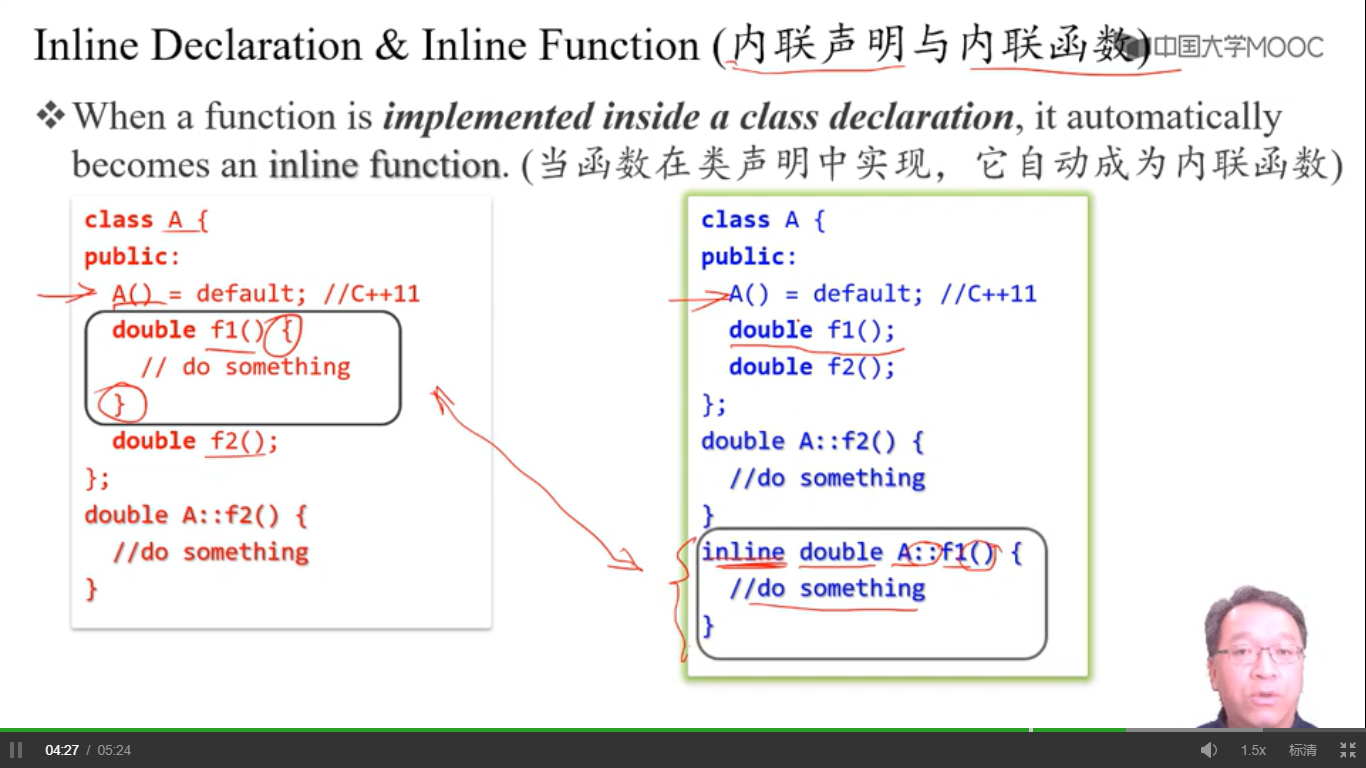 Inline Declaration & Inline Function (内联声明与内联函数)
中国大学MOOC
❖When a function is implemented inside a class declaration, it automatically
becomes an inline function. (当函数在类声明中实现，它自动成为内联函数)
class A {
public:
A() = default; //C++11
double f1() {
// do something
}
double f2();
};
double A::f2() {
//do something
}
class A {
public:
A() = default; //C++11
double f1();
double f2();
};
double A::f2() {
//do something
}
inline double A::f1() {
//do something
}
04:27 / 05:24
1.5x
标清